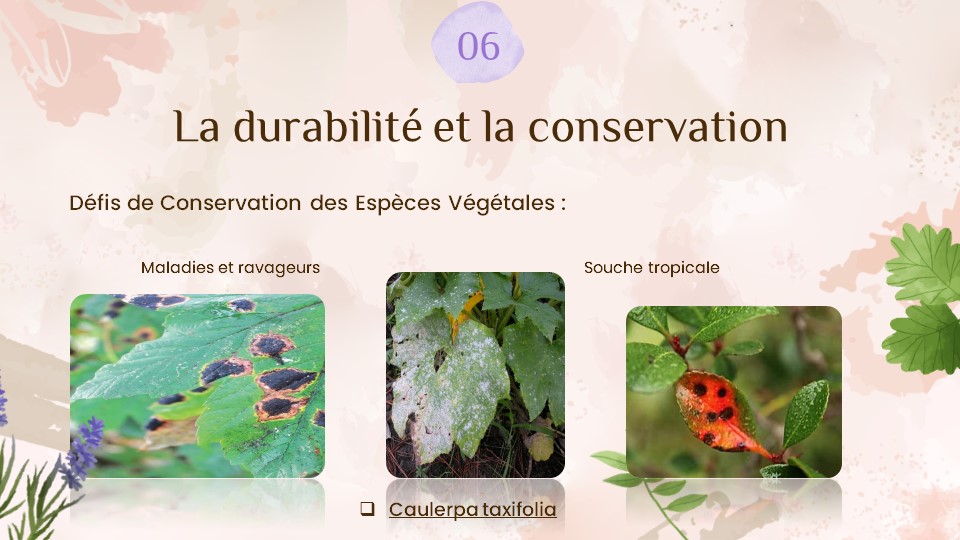 06
La durabilité et la conservation
Défis de Conservation des Espèces Végétales :
Maladies et ravageurs
Souche tropicale
❑ Caulerpa taxifolia